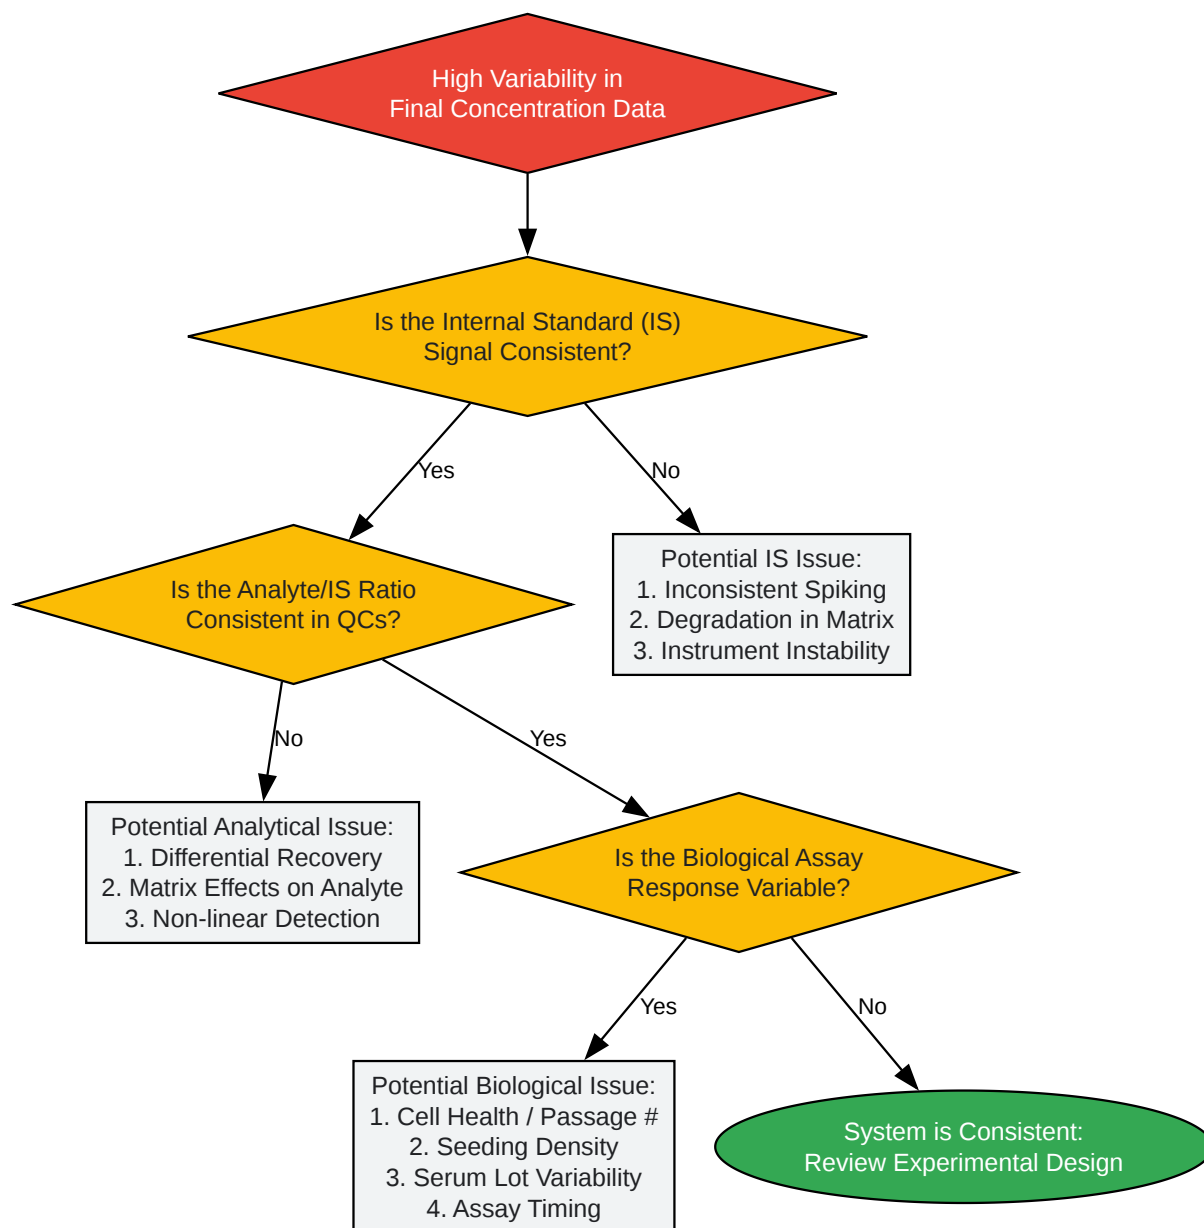 High Variability in
Final Concentration Data
Is the Internal Standard (IS)
Signal Consistent?
Yes
No
Is the Analyte/IS Ratio
Consistent in QCs?
Potential IS Issue:
1. Inconsistent Spiking
2. Degradation in Matrix
3. Instrument Instability
No
Yes
Potential Analytical Issue:
1. Differential Recovery
2. Matrix Effects on Analyte
3. Non-linear Detection
Is the Biological Assay
Response Variable?
Yes
No
Potential Biological Issue:
1. Cell Health / Passage #
2. Seeding Density
3. Serum Lot Variability
4. Assay Timing
System is Consistent:
Review Experimental Design